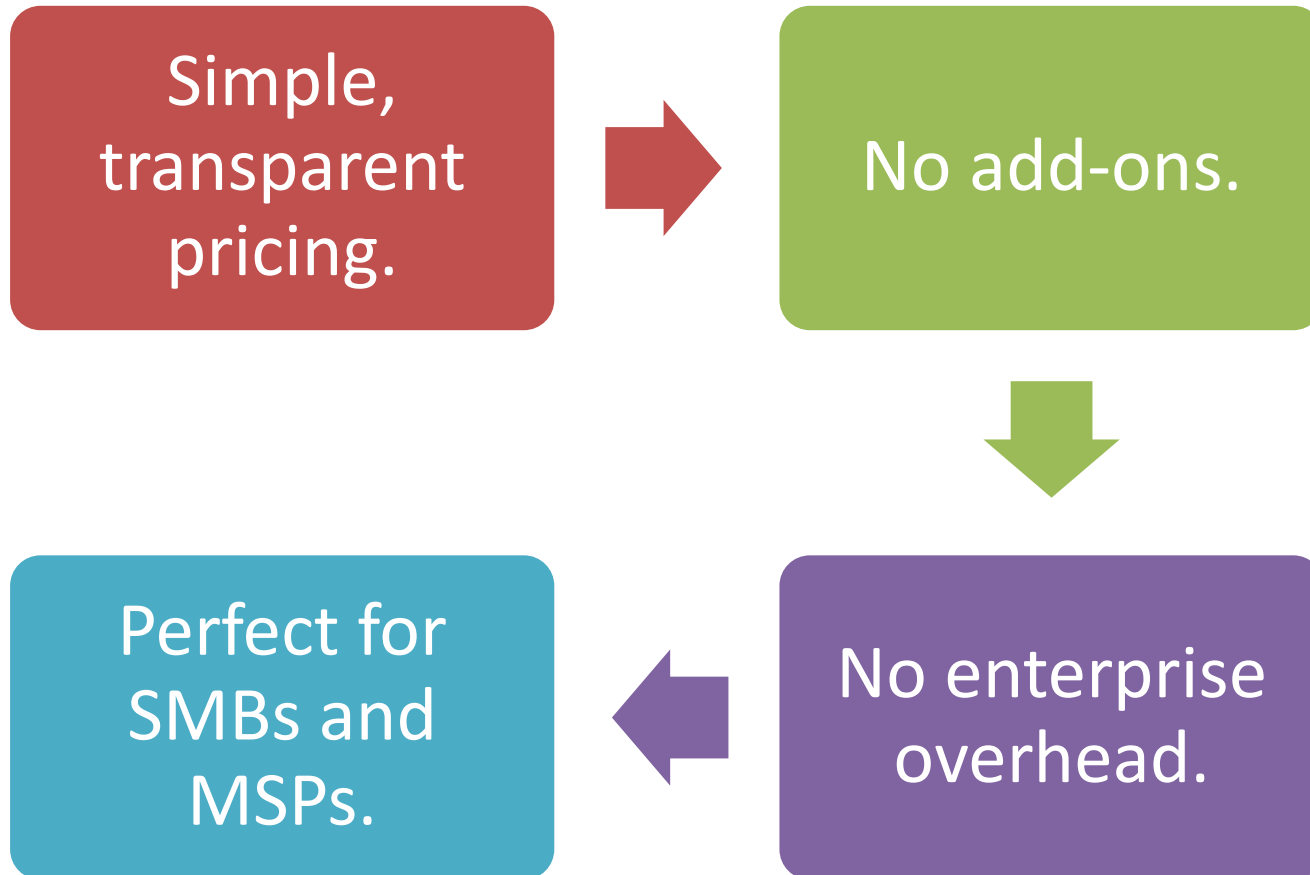 Simple,
transparent
pricing.
No add-ons.
No enterprise
overhead.
Perfect for
SMBs and
MSPs.